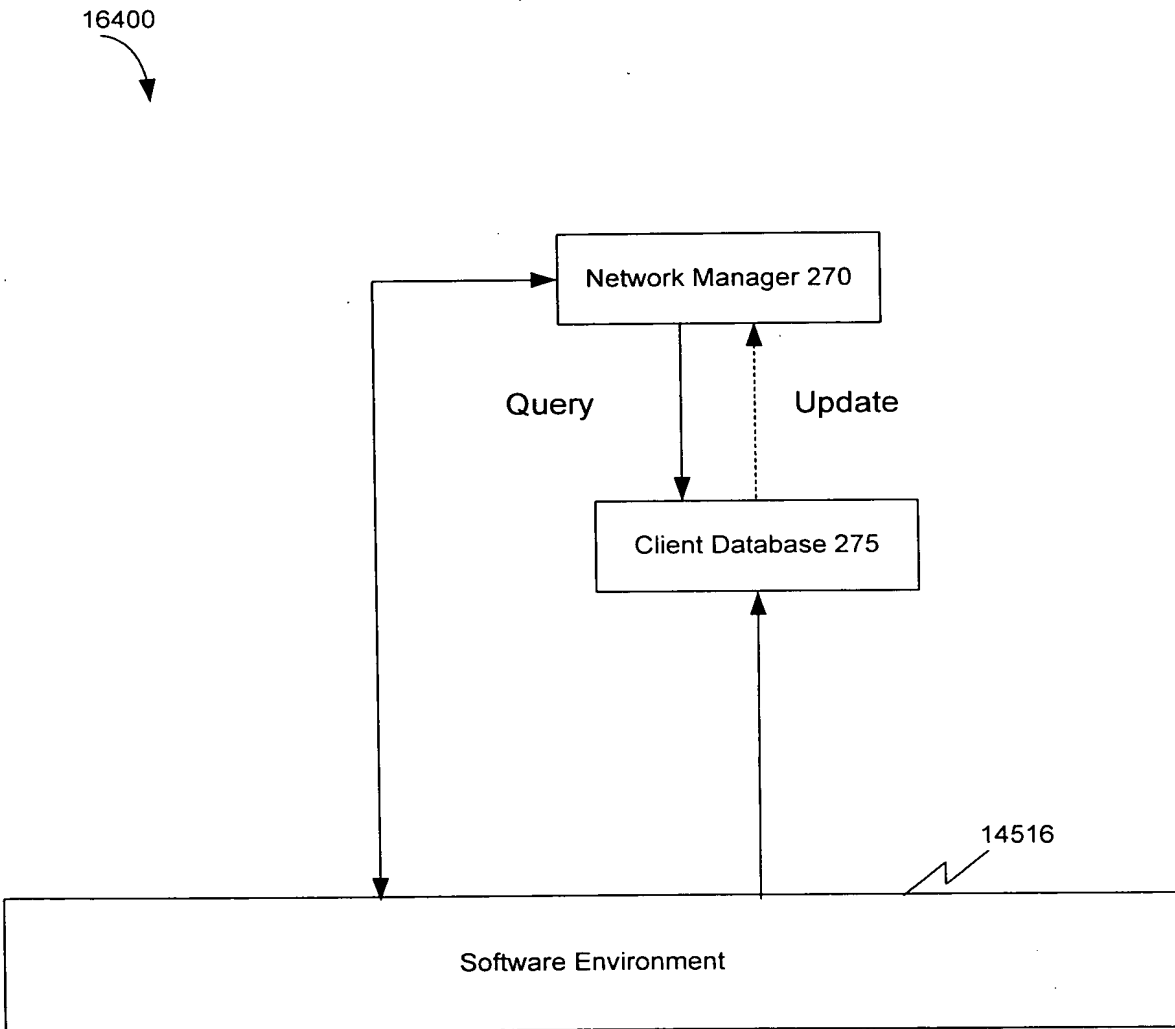 16400
Network Manager 270
Query
Update
Client Database 275
14516
Software Environment